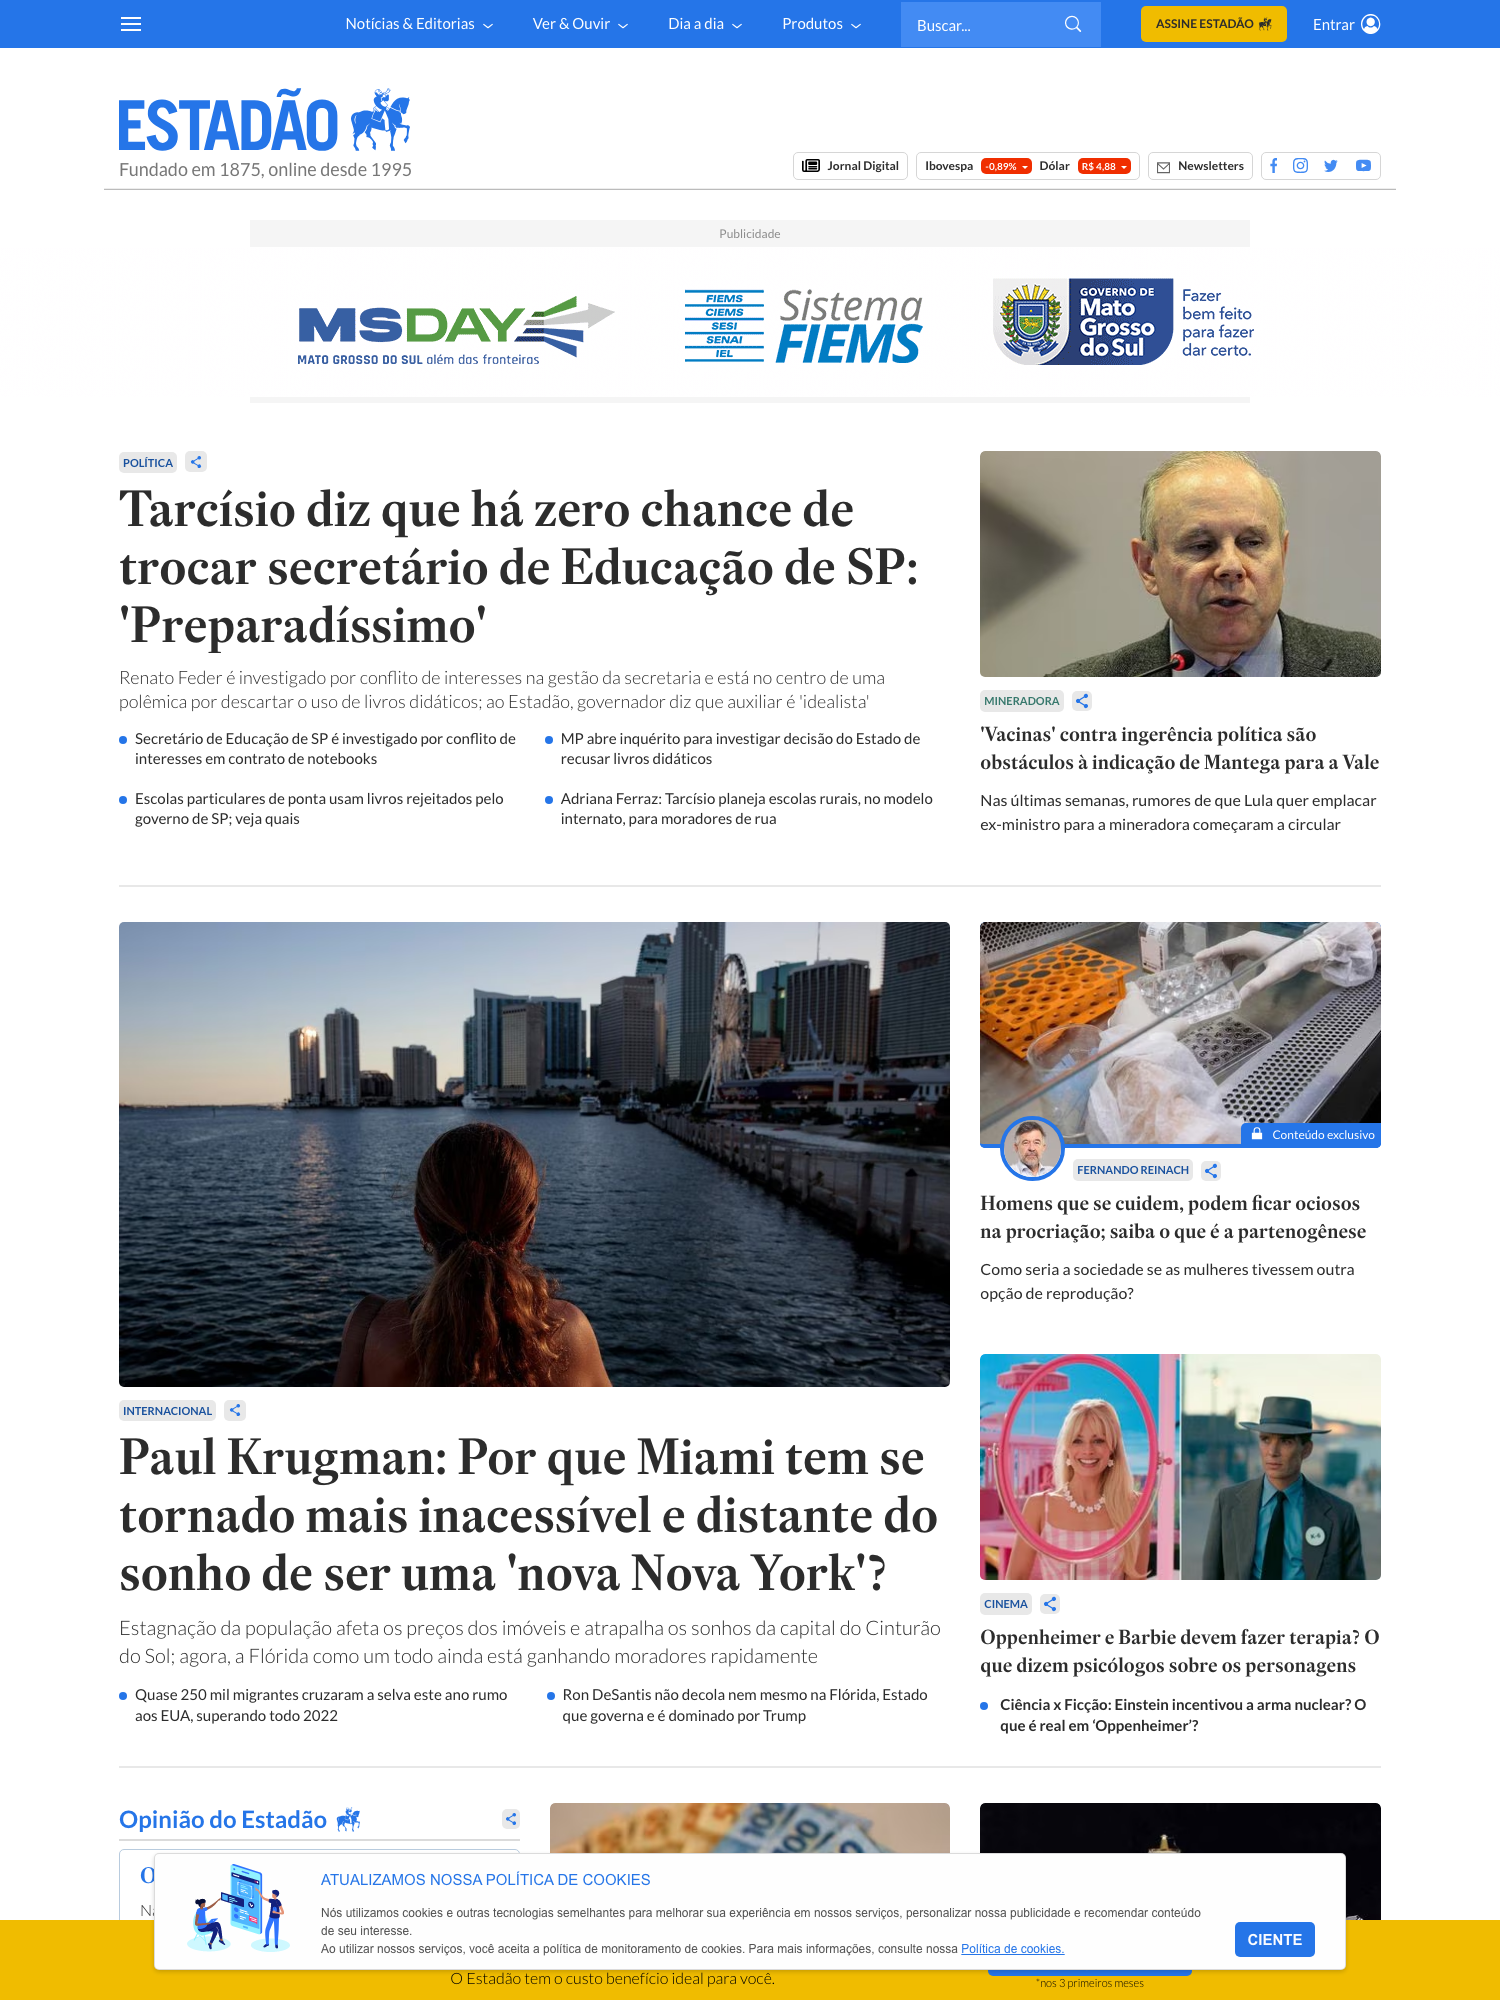 Notícias & Editorias
Ver & Ouvir
Dia a dia
Produtos
Buscar...
ASSINE ESTADÃO
Entrar
ESTADÃO
Fundado em 1875, online desde 1995
Jornal Digital
Ibovespa -0,89% Dólar R$ 4,88
Newsletters
Publicidade
MSDAY
MATO GROSSO DO SUL além das fronteiras
FIEMS
CIEMS
SESI
SENAI
IEL
Sistema
FIEMS
GOVERNO DE
Mato
Grosso
do Sul
Fazer
bem feito
para fazer
dar certo.
POLÍTICA
Tarcísio diz que há zero chance de
trocar secretário de Educação de SP:
'Preparadíssimo'
Renato Feder é investigado por conflito de interesses na gestão da secretaria e está no centro de uma
polêmica por descartar o uso de livros didáticos; ao Estadão, governador diz que auxiliar é 'idealista'
Secretário de Educação de SP é investigado por conflito de
interesses em contrato de notebooks
MP abre inquérito para investigar decisão do Estado de
recusar livros didáticos
Escolas particulares de ponta usam livros rejeitados pelo
governo de SP; veja quais
Adriana Ferraz: Tarcísio planeja escolas rurais, no modelo
internato, para moradores de rua
MINERADORA
'Vacinas' contra ingerência política são
obstáculos à indicação de Mantega para a Vale
Nas últimas semanas, rumores de que Lula quer emplacar
ex-ministro para a mineradora começaram a circular
INTERNACIONAL
Paul Krugman: Por que Miami tem se
tornado mais inacessível e distante do
sonho de ser uma 'nova Nova York'?
Estagnação da população afeta os preços dos imóveis e atrapalha os sonhos da capital do Cinturão
do Sol; agora, a Flórida como um todo ainda está ganhando moradores rapidamente
Quase 250 mil migrantes cruzaram a selva este ano rumo
aos EUA, superando todo 2022
Ron DeSantis não decola nem mesmo na Flórida, Estado
que governa e é dominado por Trump
Conteúdo exclusivo
FERNANDO REINACH
Homens que se cuidem, podem ficar ociosos
na procriação; saiba o que é a partenogênese
Como seria a sociedade se as mulheres tivessem outra
opção de reprodução?
CINEMA
Oppenheimer e Barbie devem fazer terapia? O
que dizem psicólogos sobre os personagens
Ciência x Ficção: Einstein incentivou a arma nuclear? O
que é real em ‘Oppenheimer’?
Opinião do Estadão
100
ATUALIZAMOS NOSSA POLÍTICA DE COOKIES
Nós utilizamos cookies e outras tecnologias semelhantes para melhorar sua experiência em nossos serviços, personalizar nossa publicidade e recomendar conteúdo
de seu interesse.
Ao utilizar nossos serviços, você aceita a política de monitoramento de cookies. Para mais informações, consulte nossa Política de cookies.
CIENTE
O Estadão tem o custo benefício ideal para você.
*nos 3 primeiros meses